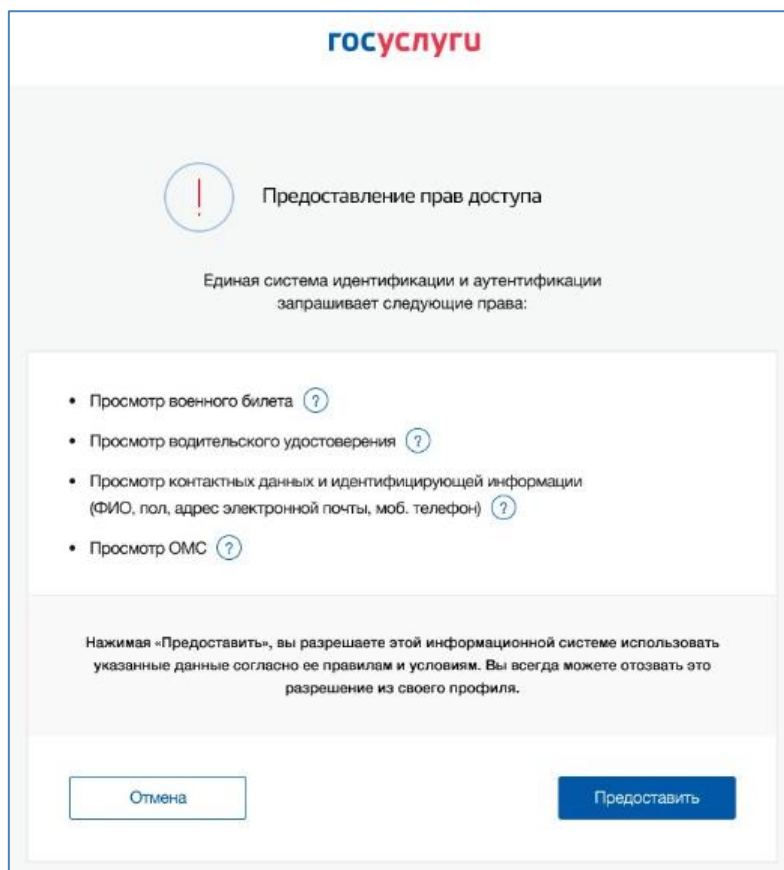 госуслуги
Предоставление прав доступа
Единая система идентификации и аутентификации
запрашивает следующие права:
• Просмотр военного билета ?
• Просмотр водительского удостоверения ?
• Просмотр контактных данных и идентифицирующей информации
(ФИО, пол, адрес электронной почты, моб. телефон) ?
• Просмотр ОМС ?
Нажимая «Предоставить», вы разрешаете этой информационной системе использовать
указанные данные согласно ее правилам и условиям. Вы всегда можете отозвать это
разрешение из своего профиля.
Отмена
Предоставить